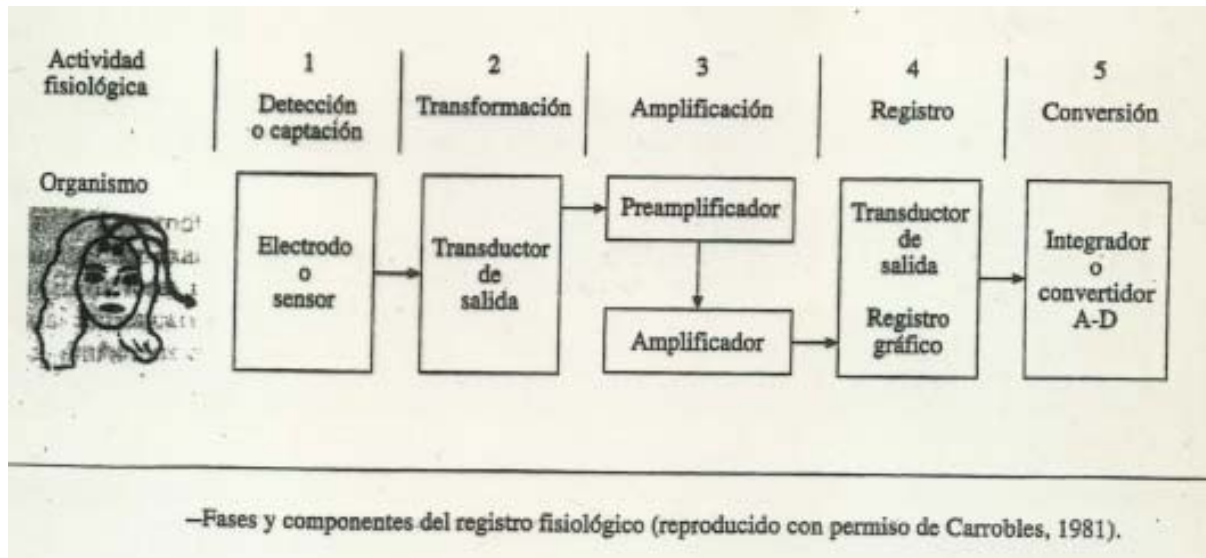 Actividad
fisiológica
1
Detección
o captación
2
Transformación
3
Amplificación
4
Registro
5
Conversión
Organismo
Electrodo
o
sensor
Transductor
de
salida
Preamplificador
Amplificador
Transductor
de
salida
Registro
gráfico
Integrador
o
convertidor
A-D
—Fases y componentes del registro fisiológico (reproducido con permiso de Carrobles, 1981).